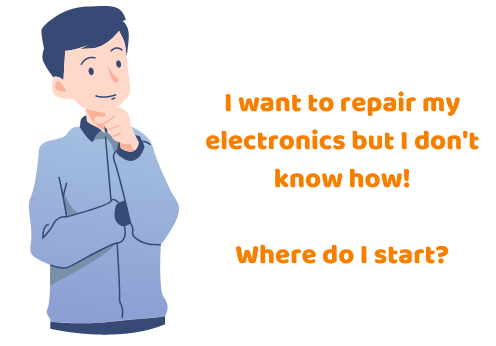 I want to repair my
electronics but I don't
know how!
Where do I start?